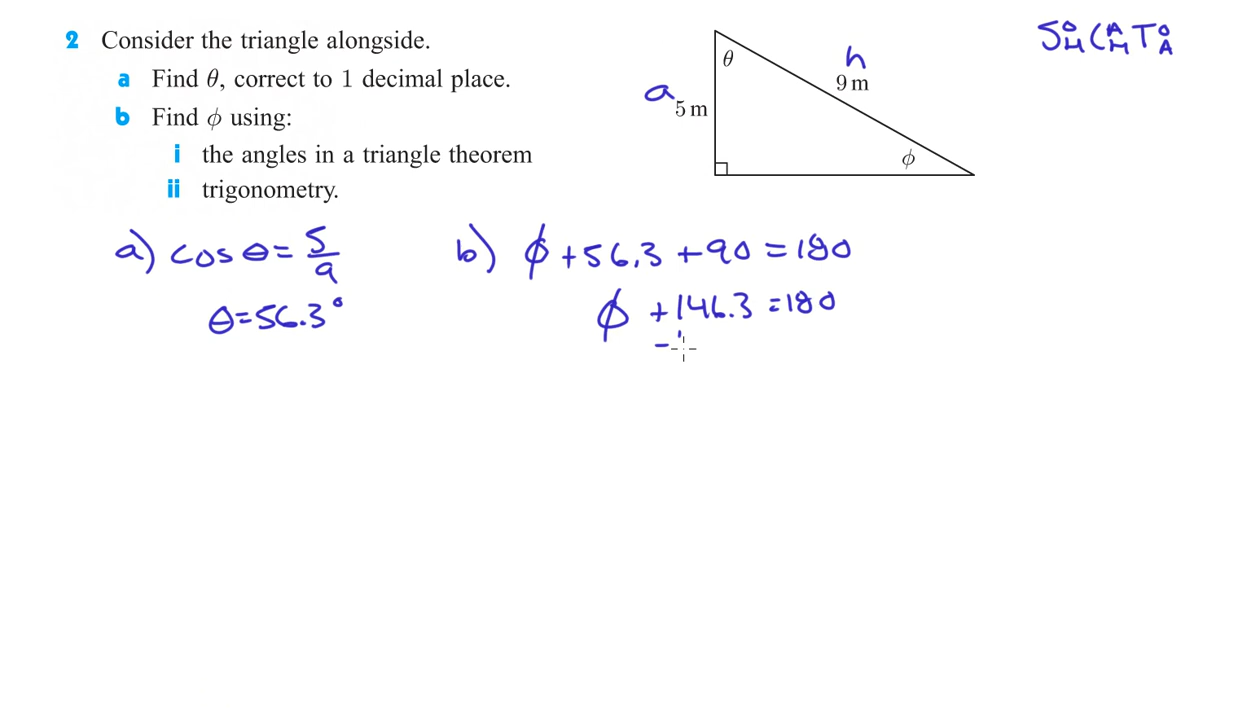 2 Consider the triangle alongside.
a Find θ, correct to 1 decimal place.
b Find ϕ using:
i the angles in a triangle theorem
ii trigonometry.
θ
h
9 m
a
5 m
ϕ
SOH CAH TOA
a) cos θ = 5/9
θ = 56.3°
b) ϕ + 56.3 + 90 = 180
ϕ + 146.3 = 180
-